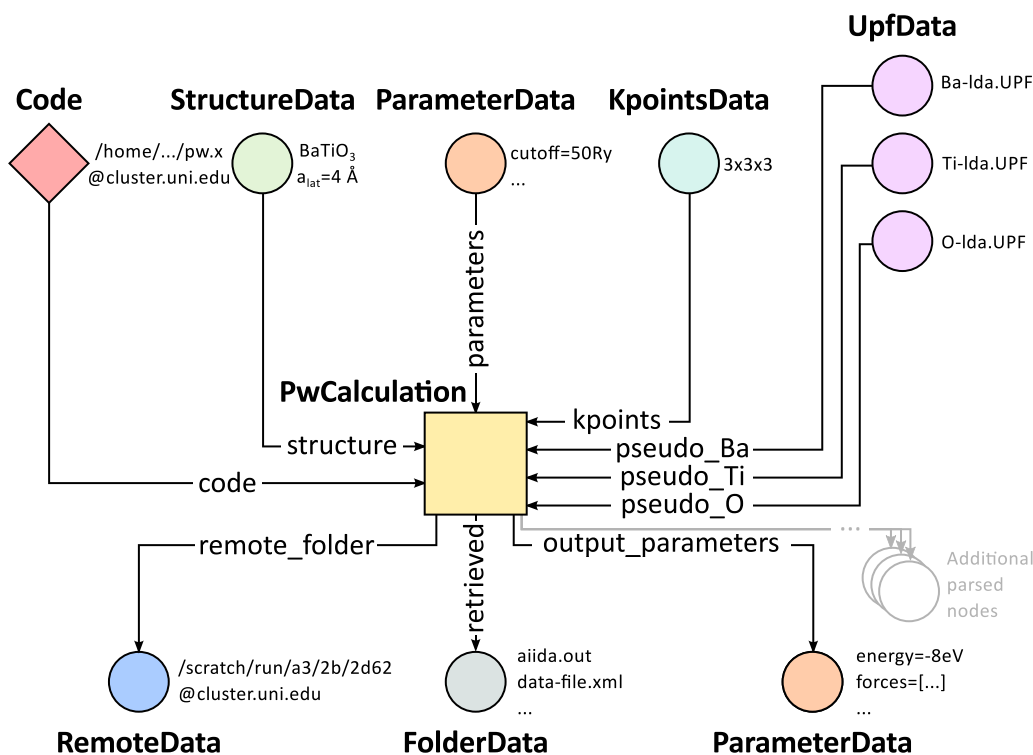 UpfData
Ba-lda.UPF
Ti-lda.UPF
O-lda.UPF
Code
/home/.../pw.x
@cluster.uni.edu
StructureData
BaTiO₃
aₗₐₜ=4 Å
ParameterData
cutoff=50Ry
...
KpointsData
3x3x3
parameters
PwCalculation
structure
code
kpoints
pseudo_Ba
pseudo_Ti
pseudo_O
remote_folder
retrieved
output_parameters
...
Additional
parsed
nodes
/scratch/run/a3/2b/2d62
@cluster.uni.edu
RemoteData
aiida.out
data-file.xml
...
FolderData
energy=-8eV
forces=[...]
...
ParameterData